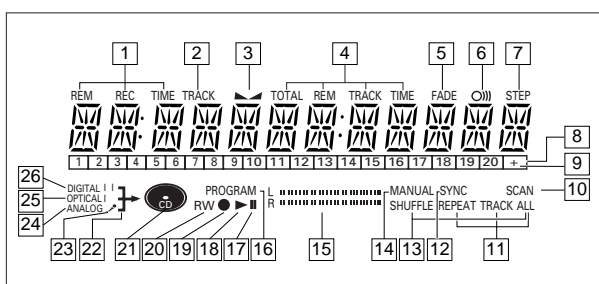 1 2 3 4 5 6 7
REM REC TIME TRACK TOTAL REM TRACK TIME FADE STEP
1 2 3 4 5 6 7 8 9 10 11 12 13 14 15 16 17 18 19 20 +
8
9
26 DIGITAL I I
25 OPTICAL I
24 ANALOG
CD
PROGRAM
RW
L
R
MANUAL SYNC SCAN
SHUFFLE REPEAT TRACK ALL
10
23 22 21 20 19 18 17 16 15 14 13 12 11